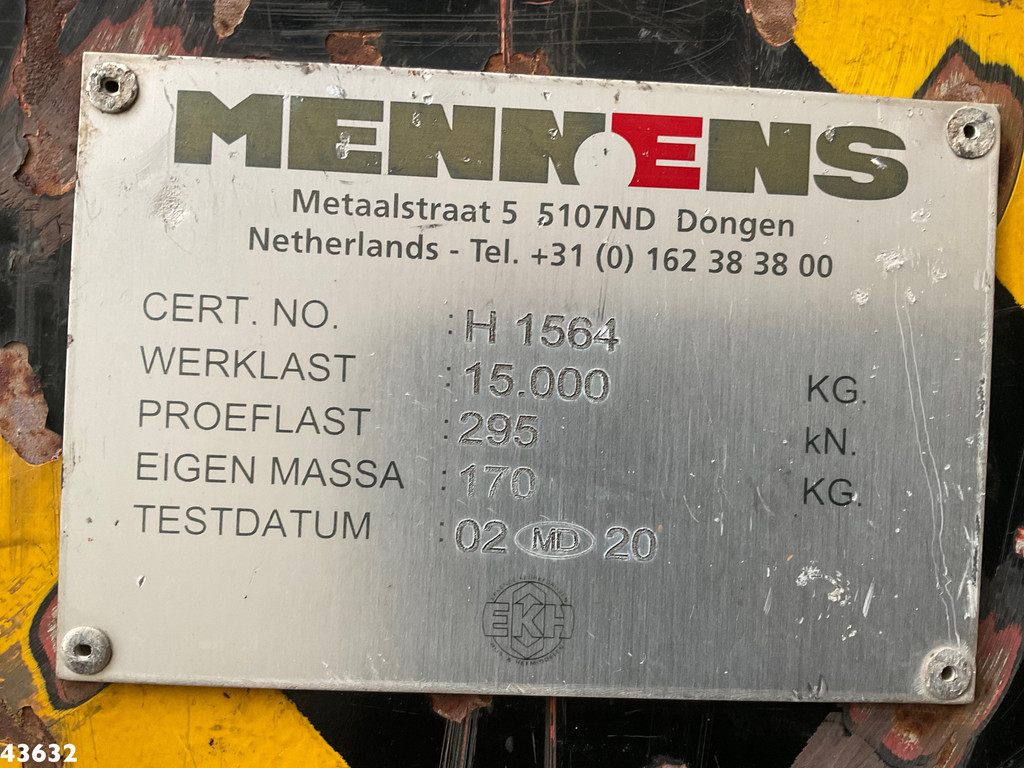 MENNENS
Metaalstraat 5 5107ND Dongen
Netherlands - Tel. +31 (0) 162 38 38 00
CERT. NO. : H 1564
WERKLAST : 15.000 KG.
PROEFLAST : 295 kN.
EIGEN MASSA : 170 KG.
TESTDATUM : 02 MD 20
EKH
43632